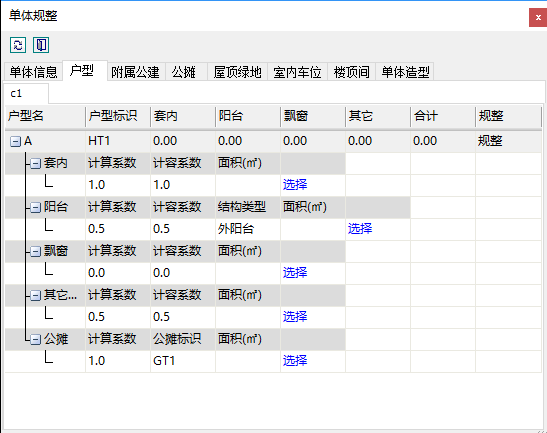 单体规整
单体信息 户型 附属公建 公摊 屋顶绿地 室内车位 楼顶间 单体造型
c1
户型名 户型标识 套内 阳台 飘窗 其它 合计 规整
A HT1 0.00 0.00 0.00 0.00 0.00 规整
套内 计算系数 计容系数 面积(㎡)
1.0 1.0 选择
阳台 计算系数 计容系数 结构类型 面积(㎡)
0.5 0.5 外阳台 选择
飘窗 计算系数 计容系数 面积(㎡)
0.0 0.0 选择
其它... 计算系数 计容系数 面积(㎡)
0.5 0.5 选择
公摊 计算系数 公摊标识 面积(㎡)
1.0 GT1 选择